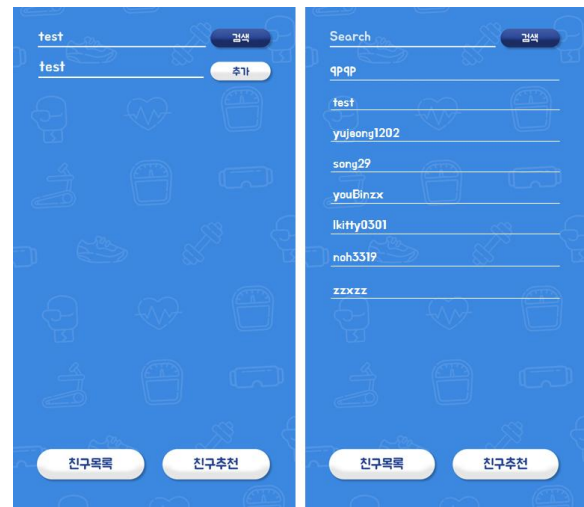 test 검색
test 추가
친구목록 친구추천
Search 검색
qpqp
test
yujeong1202
song29
youBinzx
lkitty0301
noh3319
zzxzz
친구목록 친구추천